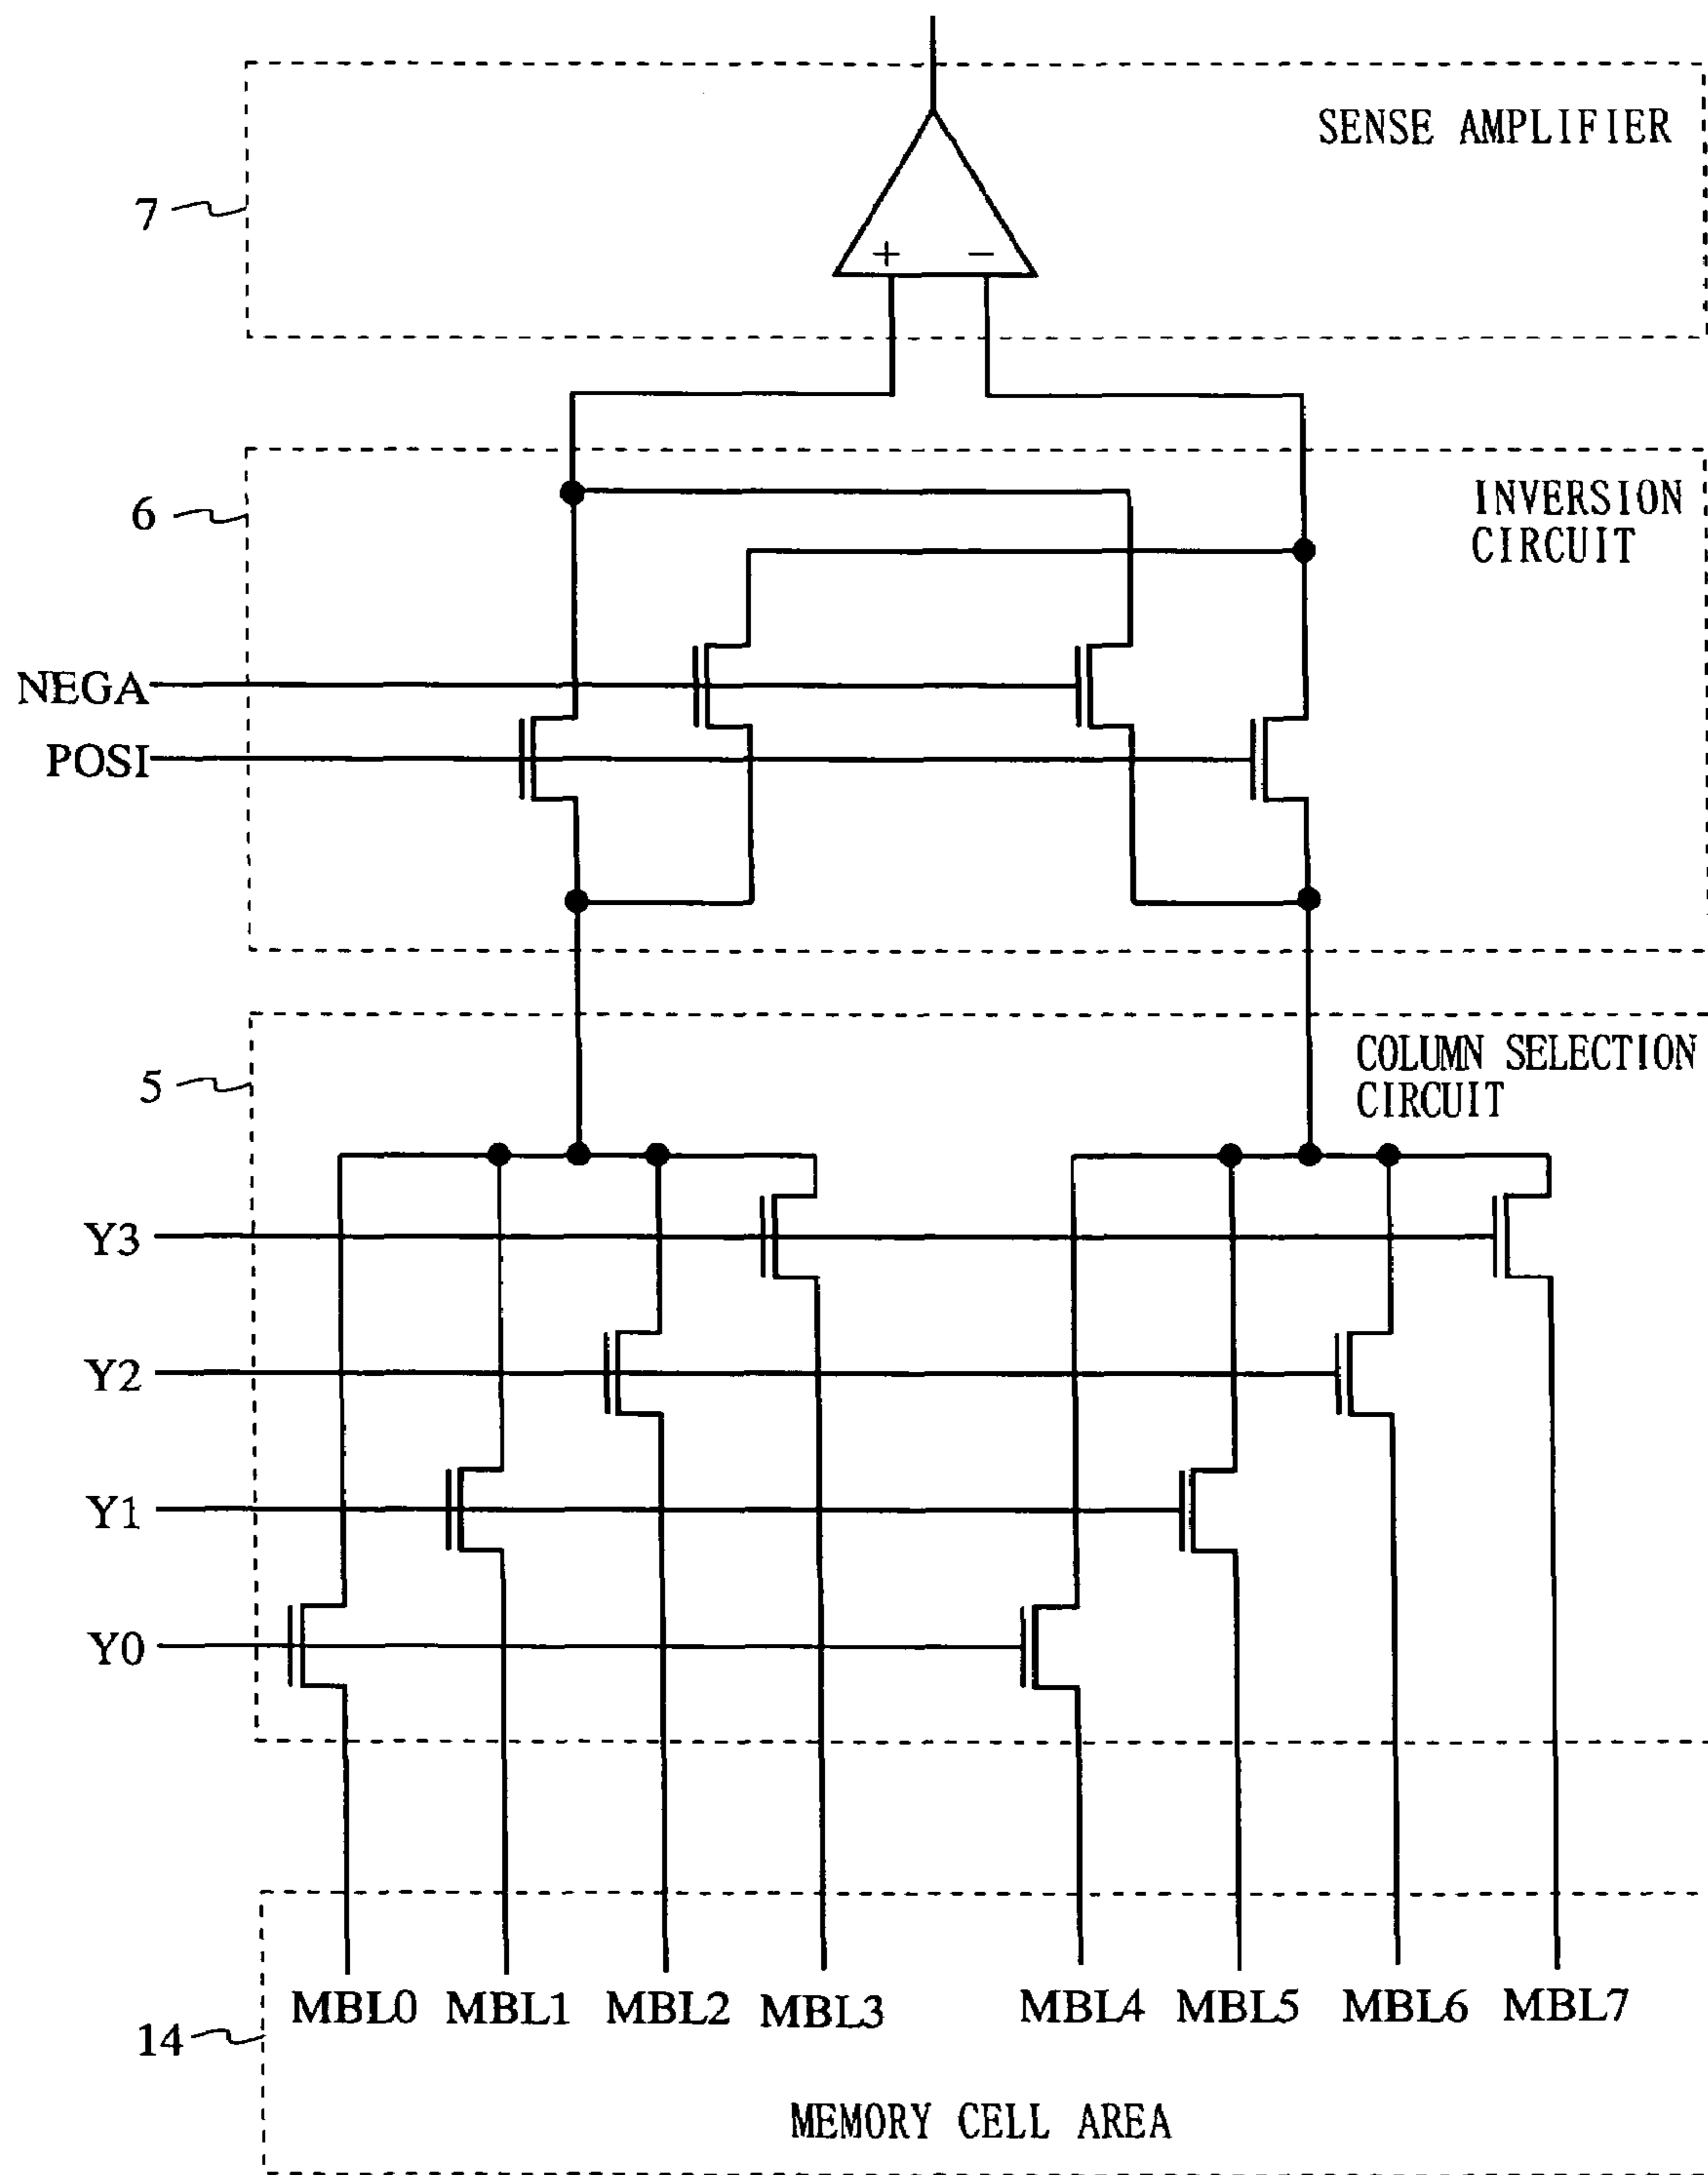 SENSE AMPLIFIER
7
+ −
6
INVERSION
CIRCUIT
NEGA
POSI
5
COLUMN SELECTION
CIRCUIT
Y3
Y2
Y1
Y0
MBL0 MBL1 MBL2 MBL3 MBL4 MBL5 MBL6 MBL7
14
MEMORY CELL AREA